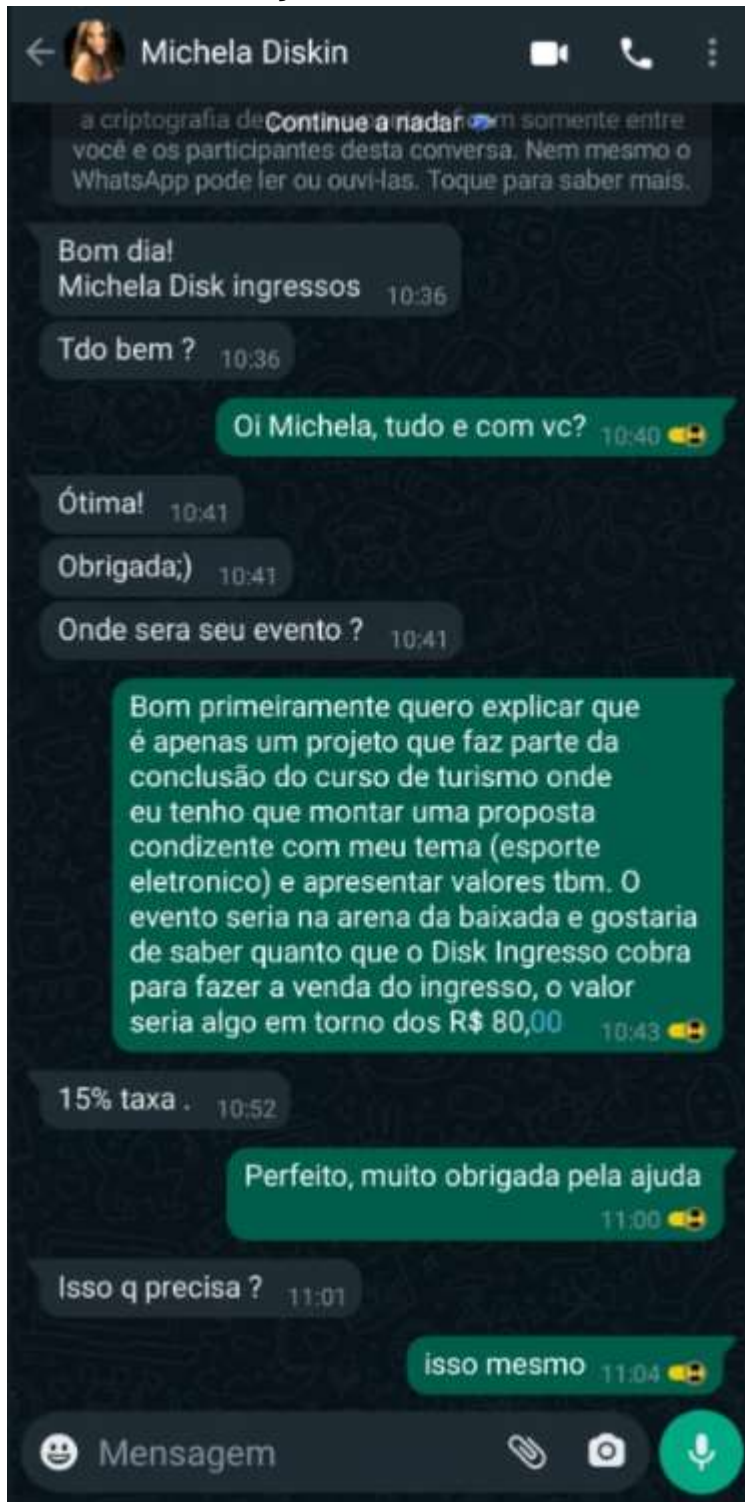 Michela Diskin
Continue a nadar
a criptografia de somente entre
você e os participantes desta conversa. Nem mesmo o
WhatsApp pode ler ou ouvi-las. Toque para saber mais.
Bom dia!
Michela Disk ingressos 10:36
Tdo bem ? 10:36
Oi Michela, tudo e com vc? 10:40
Ótima! 10:41
Obrigada;) 10:41
Onde sera seu evento ? 10:41
Bom primeiramente quero explicar que
é apenas um projeto que faz parte da
conclusão do curso de turismo onde
eu tenho que montar uma proposta
condizente com meu tema (esporte
eletronico) e apresentar valores tbm. O
evento seria na arena da baixada e gostaria
de saber quanto que o Disk Ingresso cobra
para fazer a venda do ingresso, o valor
seria algo em torno dos R$ 80,00 10:43
15% taxa . 10:52
Perfeito, muito obrigada pela ajuda
11:00
Isso q precisa ? 11:01
isso mesmo 11:04
Mensagem